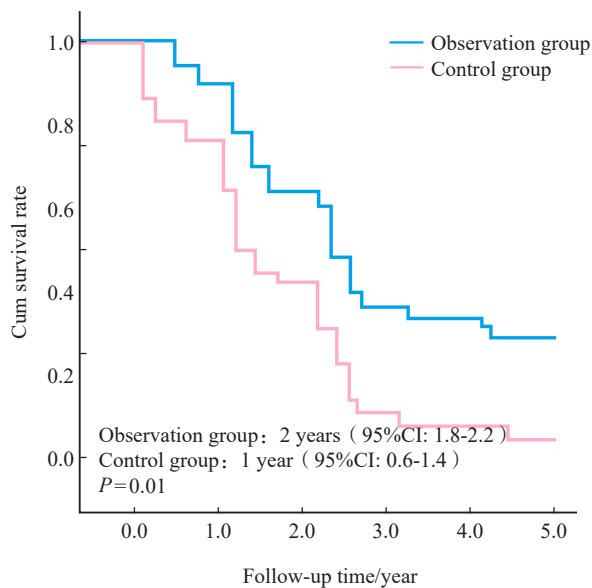 1.0
0.8
0.6
0.4
0.2
0.0
Cum survival rate
Observation group
Control group
Observation group：2 years（95%CI: 1.8-2.2）
Control group：1 year（95%CI: 0.6-1.4）
P=0.01
0.0 1.0 2.0 3.0 4.0 5.0
Follow-up time/year